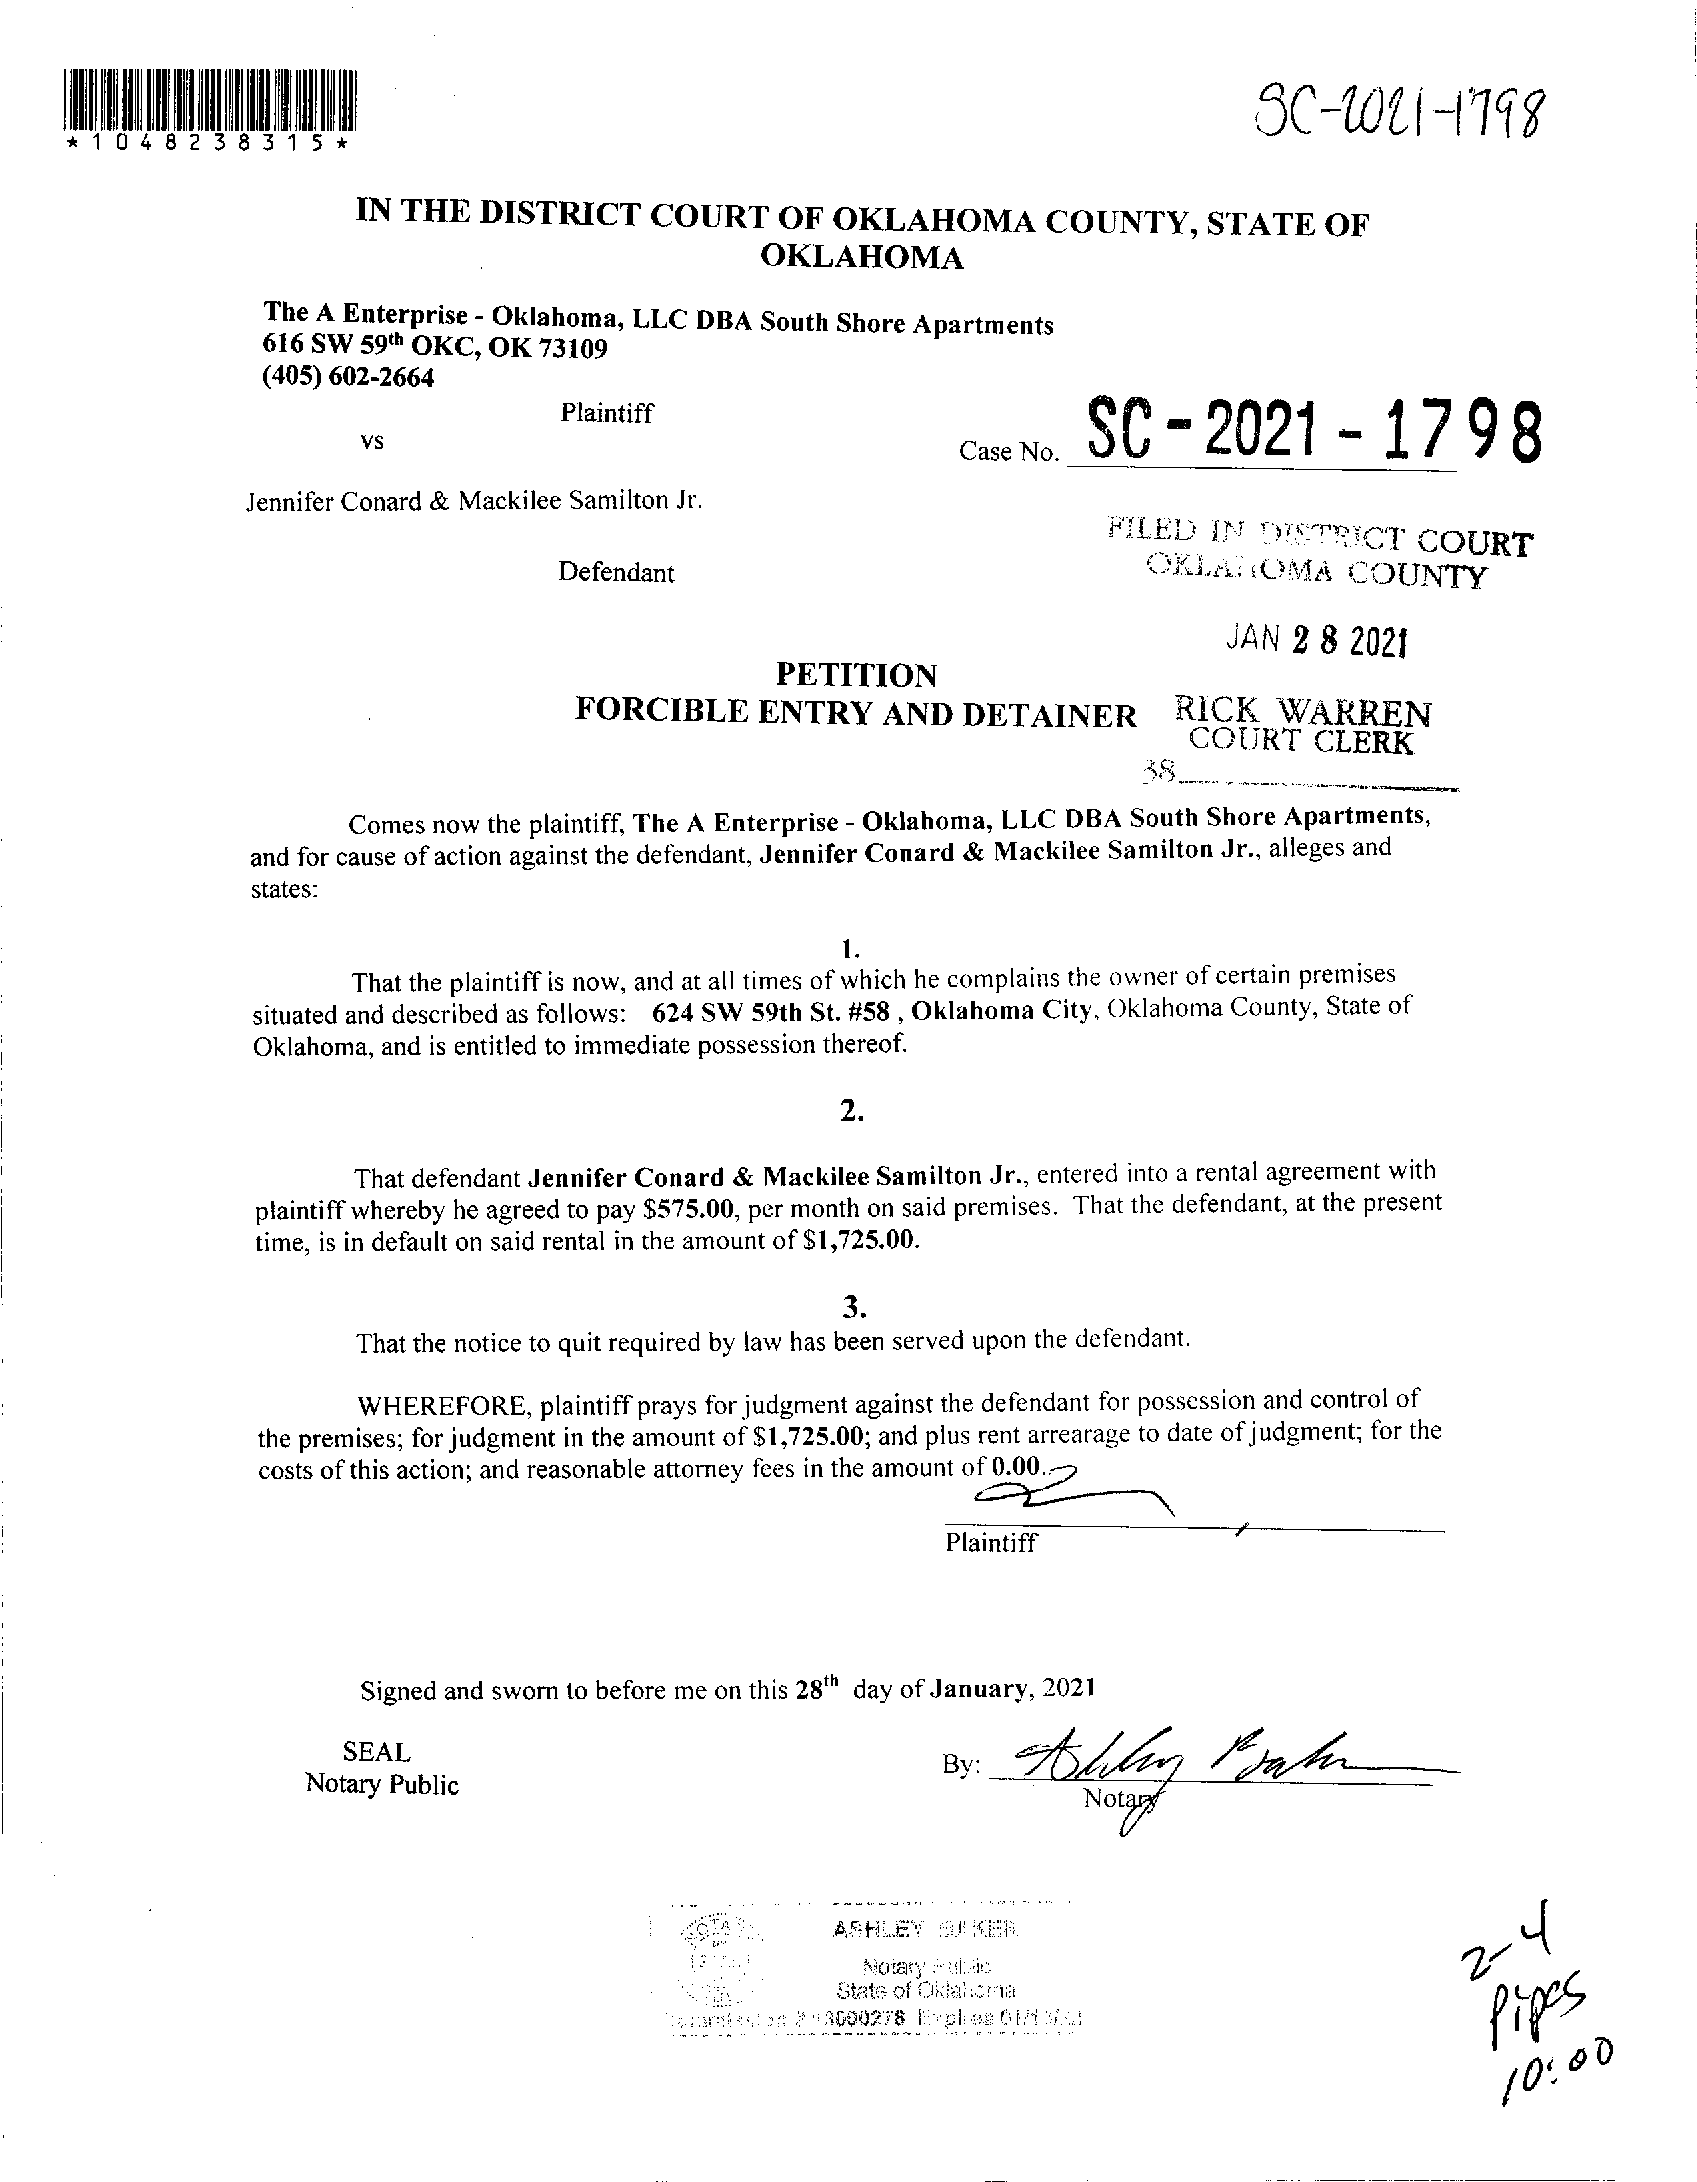 *1048238315*
SC-2021-1798
IN THE DISTRICT COURT OF OKLAHOMA COUNTY, STATE OF
OKLAHOMA
The A Enterprise - Oklahoma, LLC DBA South Shore Apartments
616 SW 59th OKC, OK 73109
(405) 602-2664
Plaintiff
vs
Case No. SC-2021-1798
Jennifer Conard & Mackilee Samilton Jr.
FILED IN DISTRICT COURT
OKLAHOMA COUNTY
Defendant
JAN 28 2021
PETITION
FORCIBLE ENTRY AND DETAINER
RICK WARREN
COURT CLERK
38
Comes now the plaintiff, The A Enterprise - Oklahoma, LLC DBA South Shore Apartments,
and for cause of action against the defendant, Jennifer Conard & Mackilee Samilton Jr., alleges and
states:
1.
That the plaintiff is now, and at all times of which he complains the owner of certain premises
situated and described as follows: 624 SW 59th St. #58 , Oklahoma City, Oklahoma County, State of
Oklahoma, and is entitled to immediate possession thereof.
2.
That defendant Jennifer Conard & Mackilee Samilton Jr., entered into a rental agreement with
plaintiff whereby he agreed to pay $575.00, per month on said premises. That the defendant, at the present
time, is in default on said rental in the amount of $1,725.00.
3.
That the notice to quit required by law has been served upon the defendant.
WHEREFORE, plaintiff prays for judgment against the defendant for possession and control of
the premises; for judgment in the amount of $1,725.00; and plus rent arrearage to date of judgment; for the
costs of this action; and reasonable attorney fees in the amount of 0.00.
Plaintiff
Signed and sworn to before me on this 28th day of January, 2021
SEAL
Notary Public
By: Ashley
Notary
ASHLEY
Notary Public
State of Oklahoma
Expires
2-4
Pipes
10:00